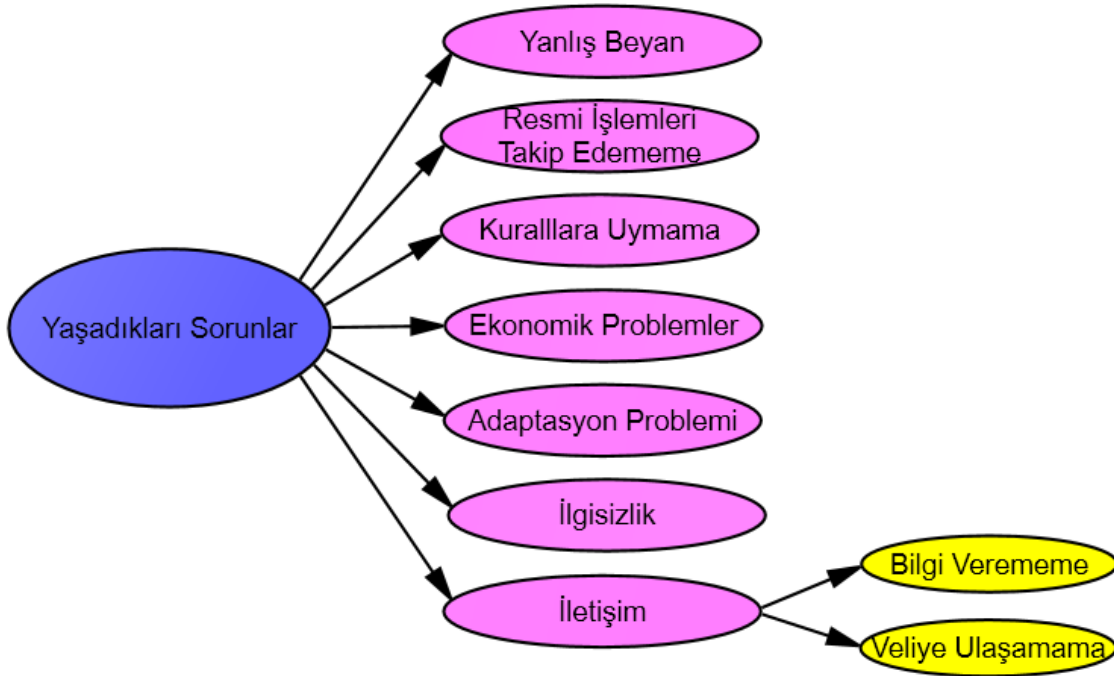 Yanlış Beyan
Resmi İşlemleri
Takip Edememe
Kuralllara Uymama
Yaşadıkları Sorunlar
Ekonomik Problemler
Adaptasyon Problemi
İlgisizlik
İletişim
Bilgi Verememe
Veliye Ulaşamama